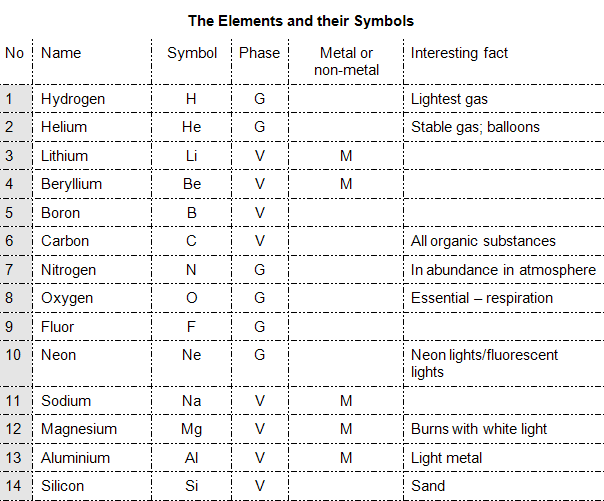 The Elements and their Symbols
No Name Symbol Phase Metal or Interesting fact
non-metal
1 Hydrogen H G Lightest gas
2 Helium He G Stable gas; balloons
3 Lithium Li V M
4 Beryllium Be V M
5 Boron B V
6 Carbon C V All organic substances
7 Nitrogen N G In abundance in atmosphere
8 Oxygen O G Essential – respiration
9 Fluor F G
10 Neon Ne G Neon lights/fluorescent
lights
11 Sodium Na V M
12 Magnesium Mg V M Burns with white light
13 Aluminium Al V M Light metal
14 Silicon Si V Sand